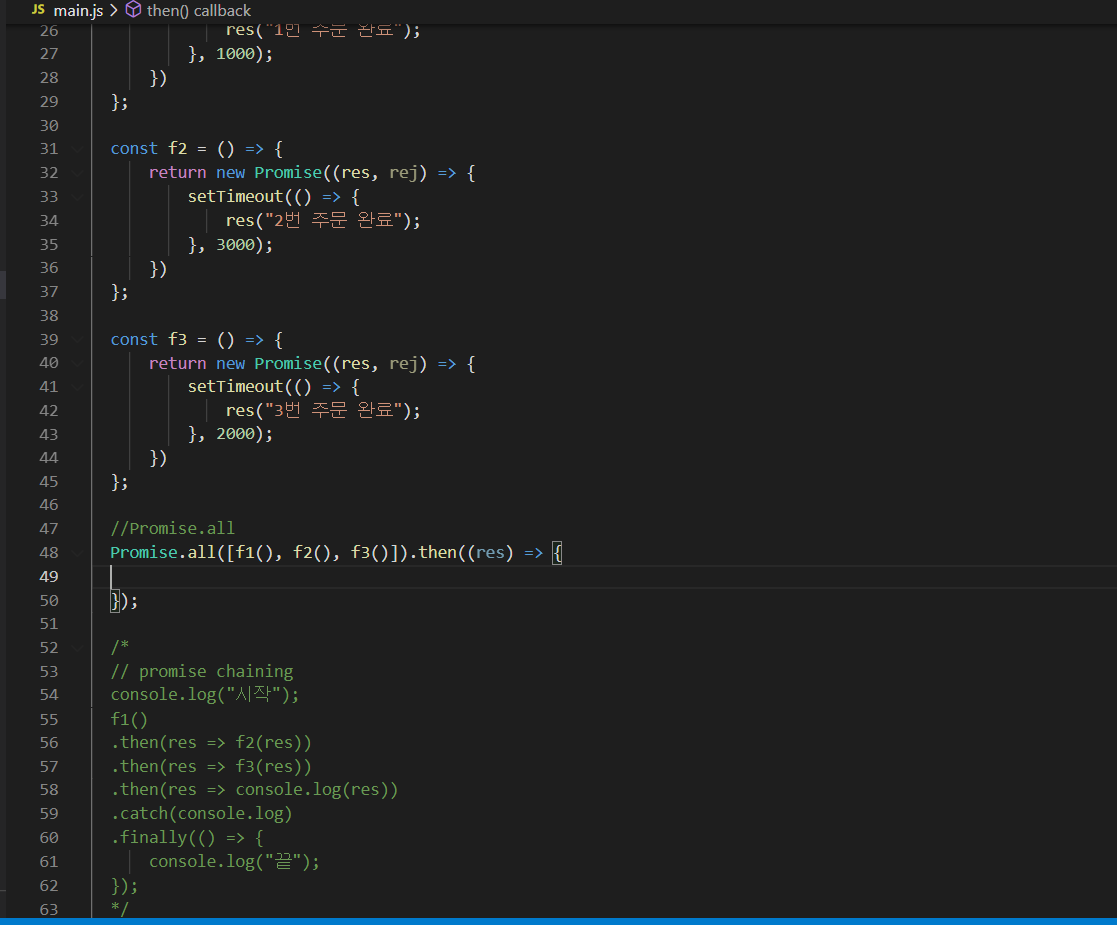 JS main.js > then() callback
26 res("1번 주문 완료");
27 }, 1000);
28 })
29 };
30
31 const f2 = () => {
32 return new Promise((res, rej) => {
33 setTimeout(() => {
34 res("2번 주문 완료");
35 }, 3000);
36 })
37 };
38
39 const f3 = () => {
40 return new Promise((res, rej) => {
41 setTimeout(() => {
42 res("3번 주문 완료");
43 }, 2000);
44 })
45 };
46
47 //Promise.all
48 Promise.all([f1(), f2(), f3()]).then((res) => {
49
50 });
51
52 /*
53 // promise chaining
54 console.log("시작");
55 f1()
56 .then(res => f2(res))
57 .then(res => f3(res))
58 .then(res => console.log(res))
59 .catch(console.log)
60 .finally(() => {
61 console.log("끝");
62 });
63 */